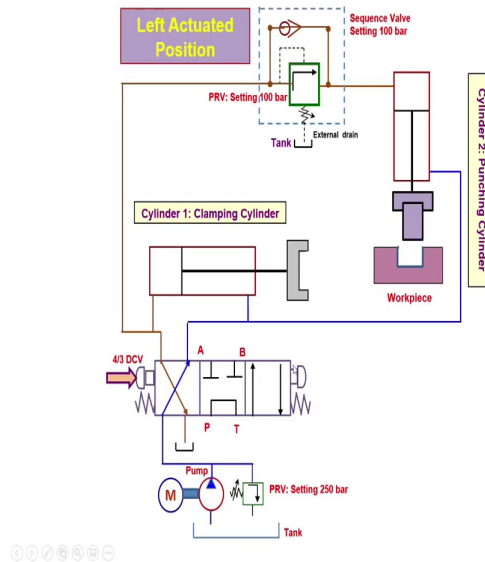 Left Actuated
Position
Sequence Valve
Setting 100 bar
PRV: Setting 100 bar
External drain
Tank
Cylinder 2: Punching Cylinder
Cylinder 1: Clamping Cylinder
Workpiece
4/3 DCV
A
B
P
T
Pump
M
PRV: Setting 250 bar
Tank